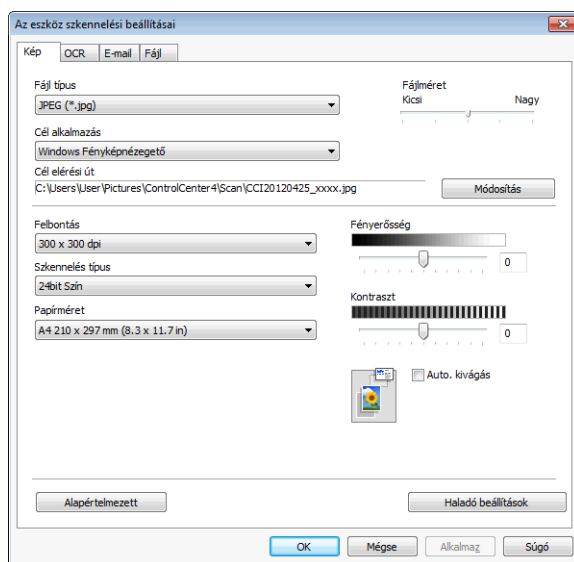 Az eszköz szkennelési beállításai
Kép OCR E-mail Fájl
Fájl típus
JPEG (*.jpg)
Fájlméret
Kicsi Nagy
Cél alkalmazás
Windows Fényképnézegető
Cél elérési út
C:\Users\User\Pictures\ControlCenter4\Scan\CCI20120425_xxxx.jpg
Módosítás
Felbontás
300 x 300 dpi
Szkennelés típus
24bit Szín
Papírméret
A4 210 x 297 mm (8.3 x 11.7 in)
Fényerősség
0
Kontraszt
0
Auto. kivágás
Alapértelmezett
Haladó beállítások
OK Mégse Alkalmaz Súgó